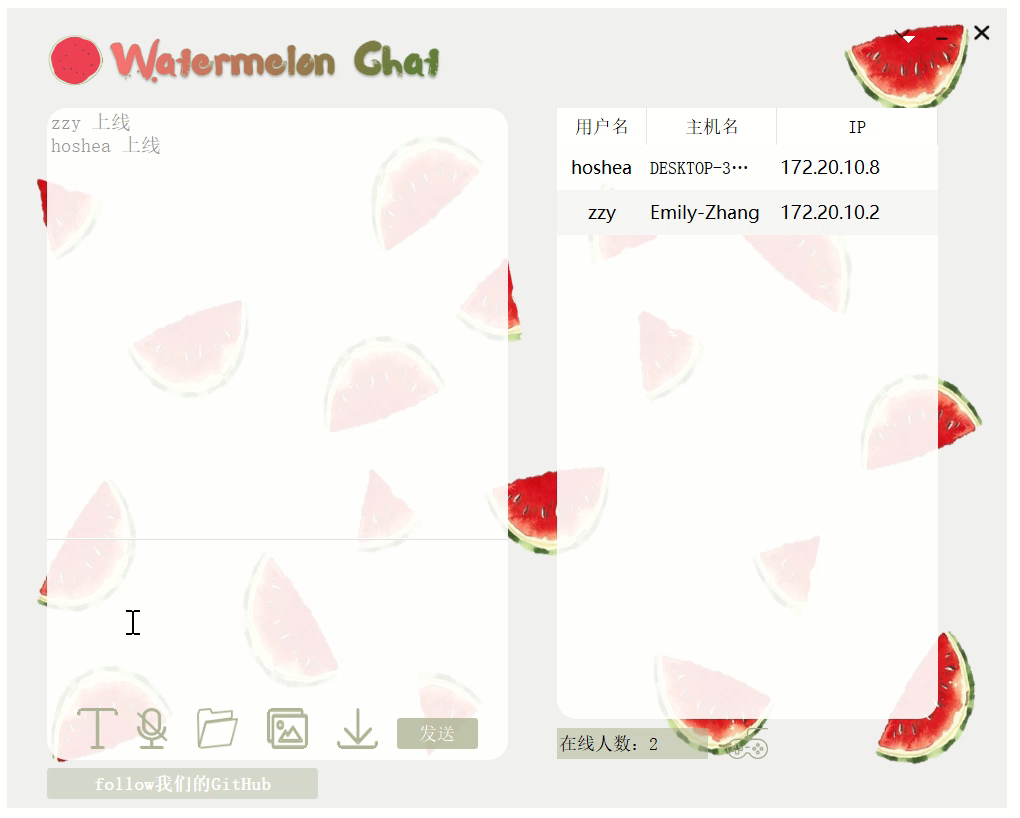 Watermelon Chat
zzy 上线
hoshea 上线
用户名 主机名 IP
hoshea DESKTOP-3… 172.20.10.8
zzy Emily-Zhang 172.20.10.2
发送
在线人数：2
follow我们的GitHub